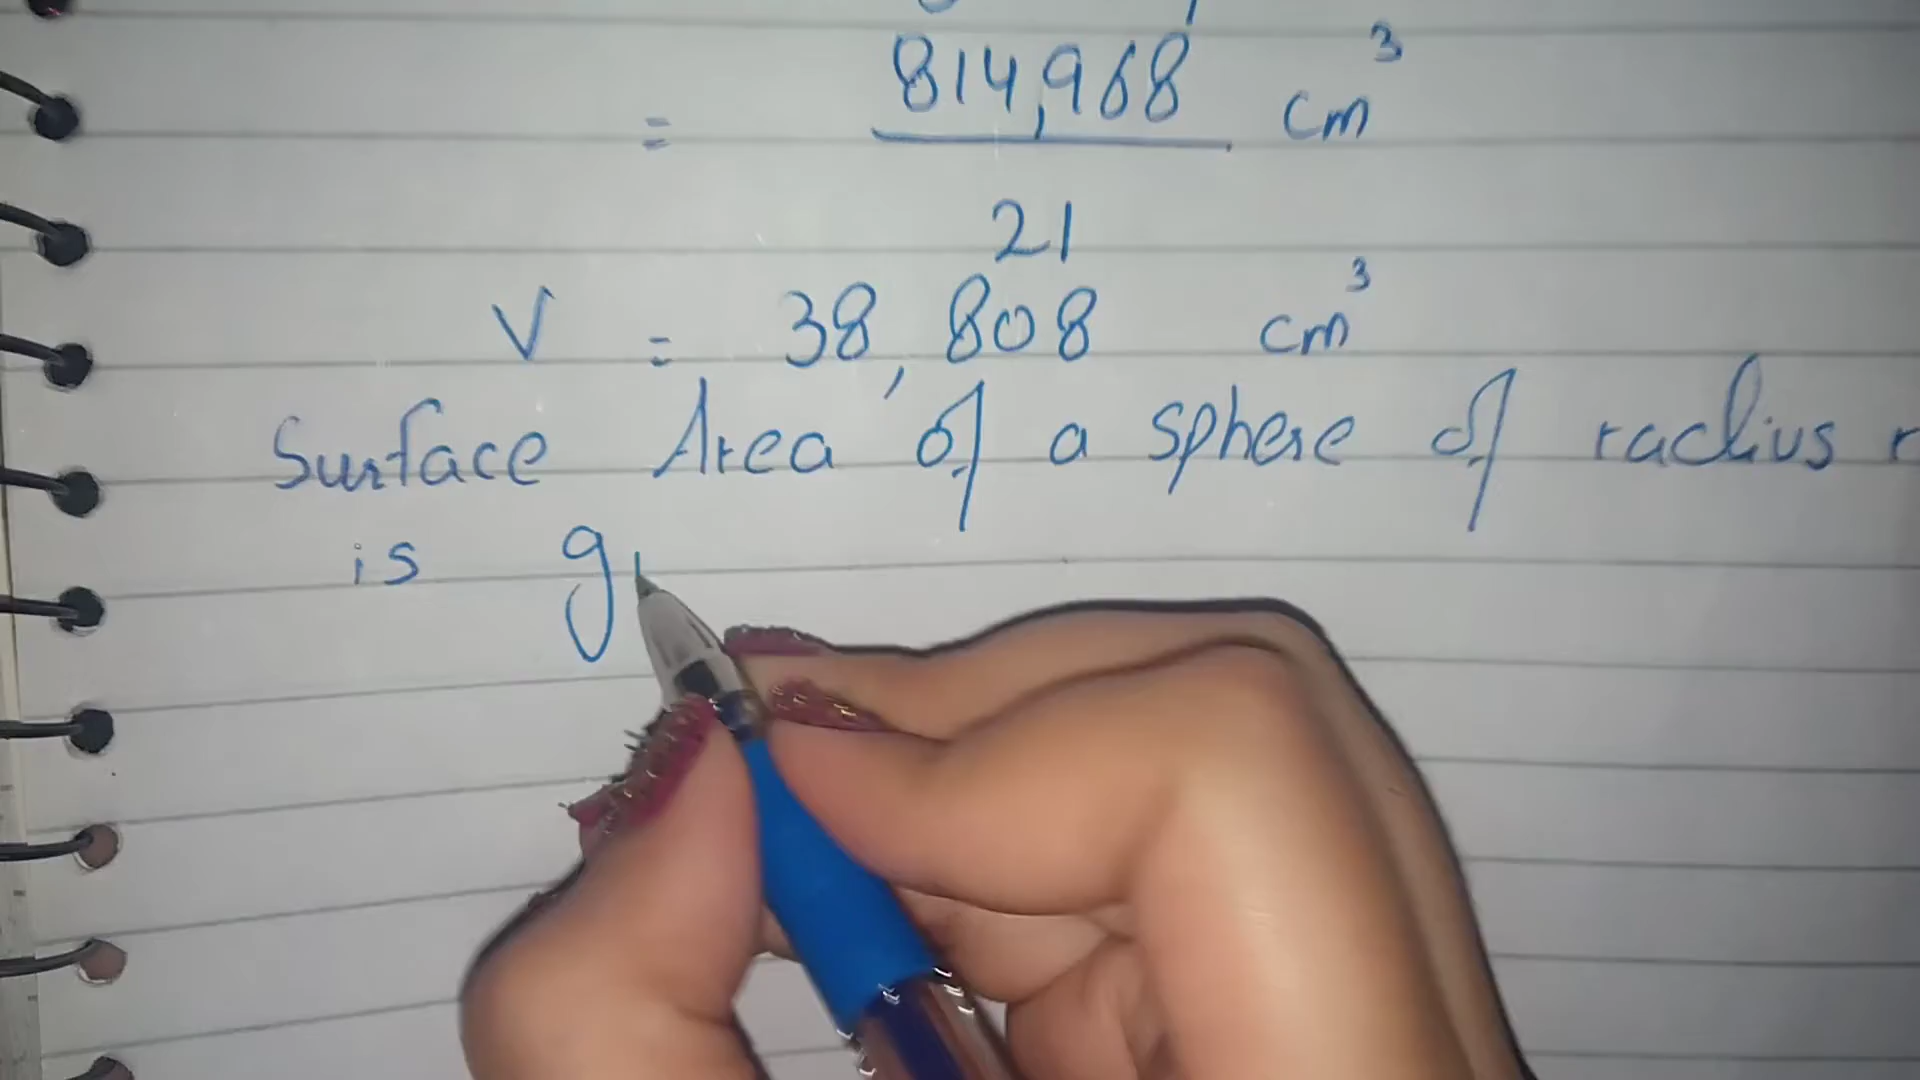 814,968
= cm³
21
V = 38,808 cm³
Surface Area of a sphere of radius r
is